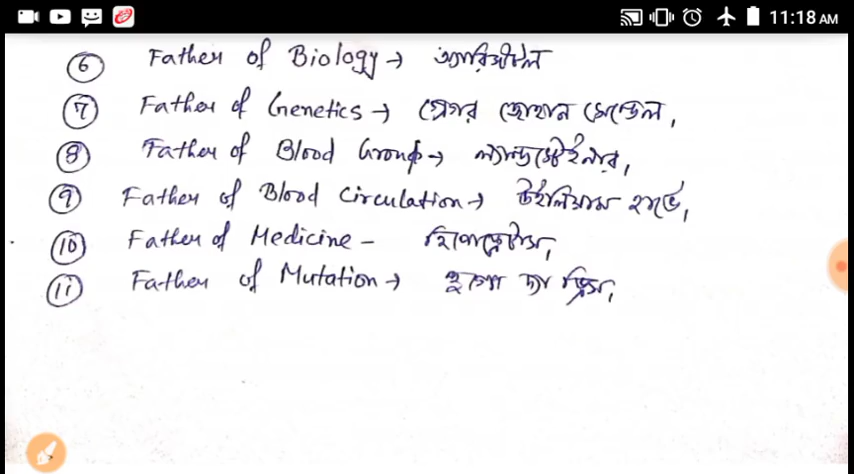 11:18 AM
6 Father of Biology → অ্যারিস্টটল
7 Father of Genetics → গ্রেগর জোহান মেন্ডেল,
8 Father of Blood Group → ল্যান্ডস্টেইনার,
9 Father of Blood Circulation → উইলিয়াম হার্ভে,
10 Father of Medicine – হিপোক্রেটাস,
11 Father of Mutation → হুগো দ্য ভ্রিস,